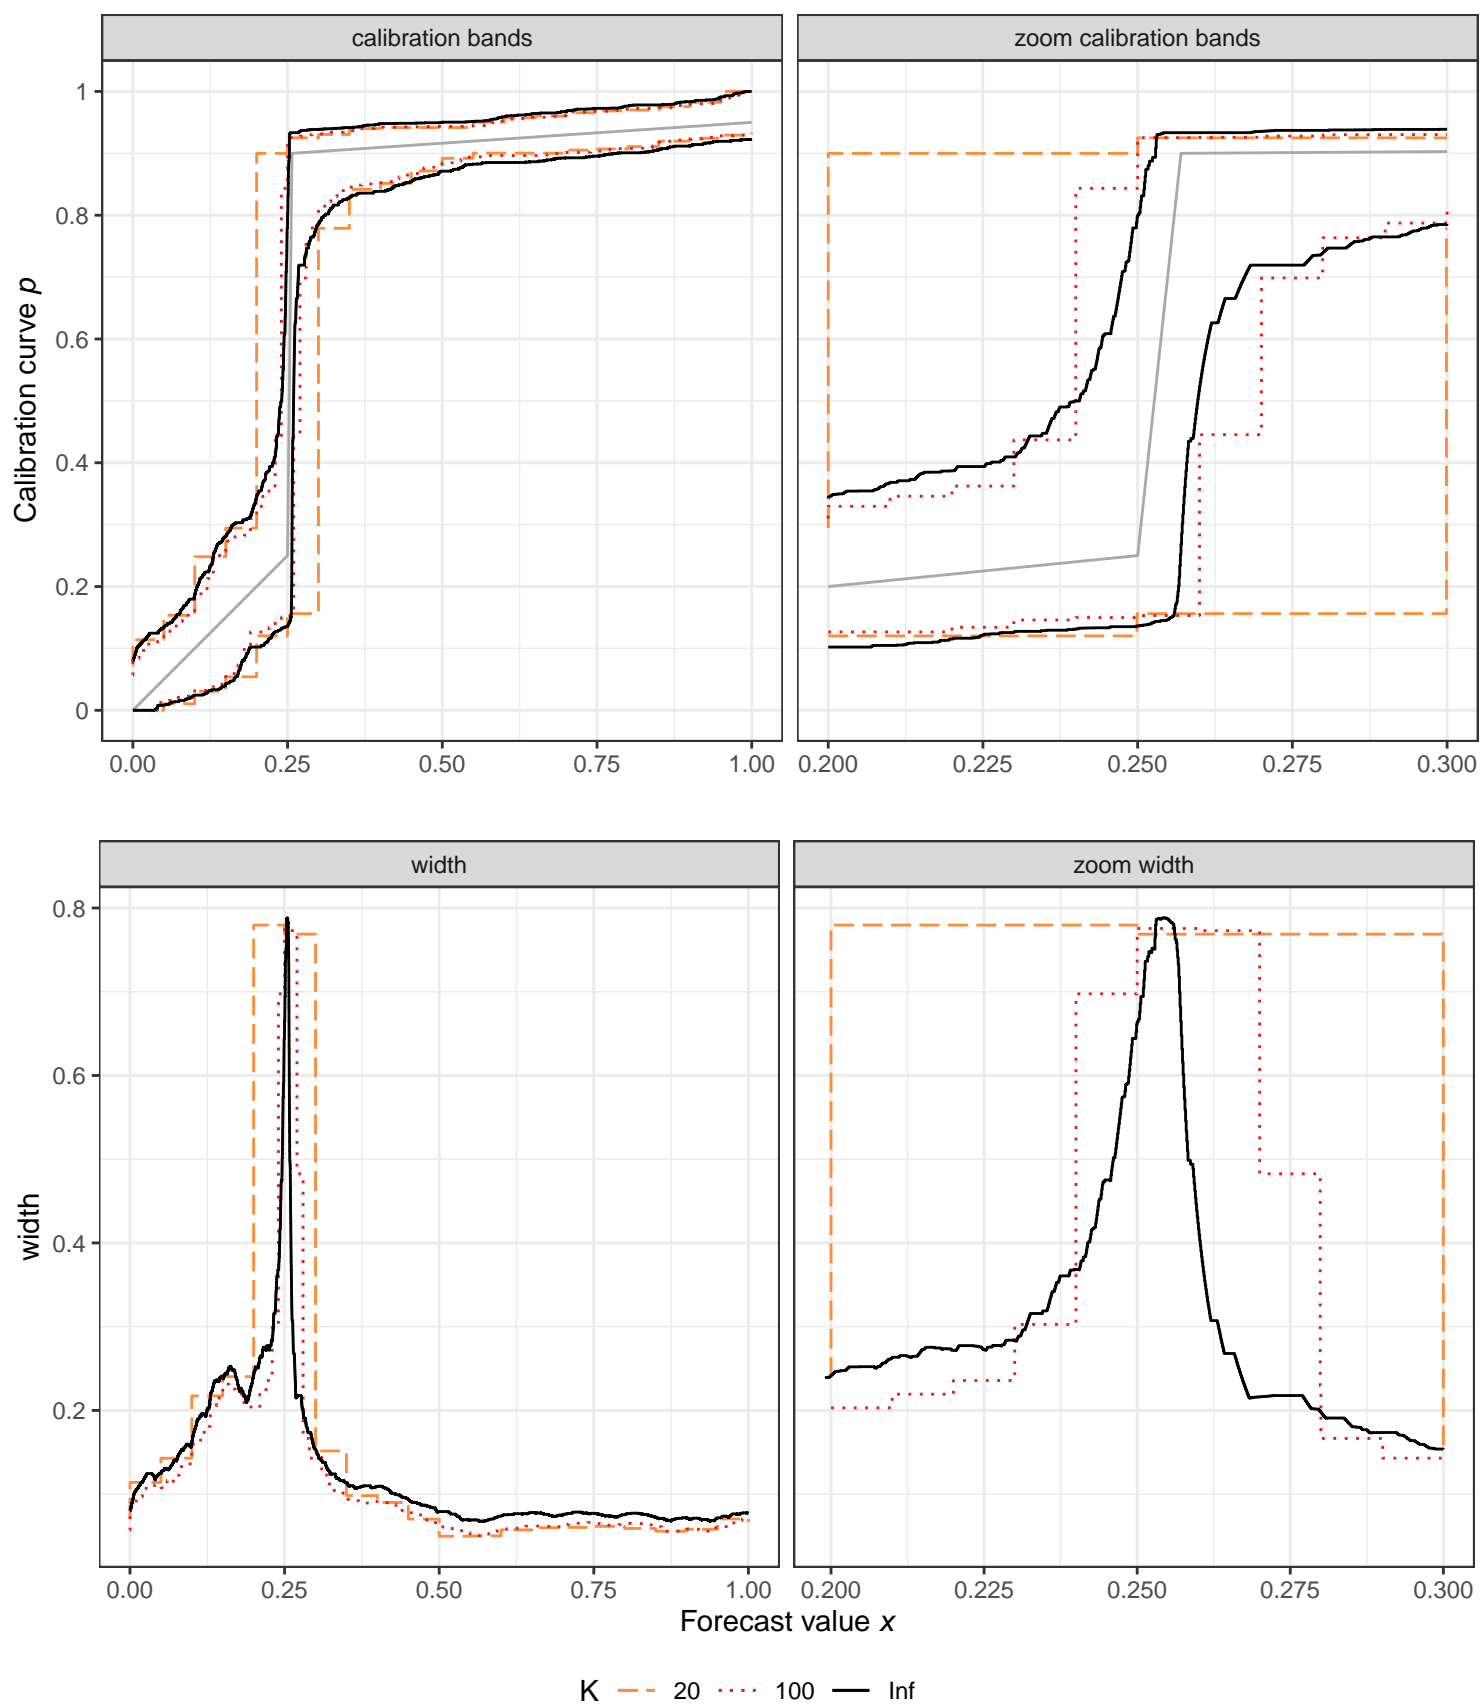 calibration bands
zoom calibration bands
Calibration curve p
1
0.8
0.6
0.4
0.2
0
0.00 0.25 0.50 0.75 1.00
0.200 0.225 0.250 0.275 0.300
width
zoom width
width
0.8
0.6
0.4
0.2
0.00 0.25 0.50 0.75 1.00
0.200 0.225 0.250 0.275 0.300
Forecast value x
K 20 100 Inf